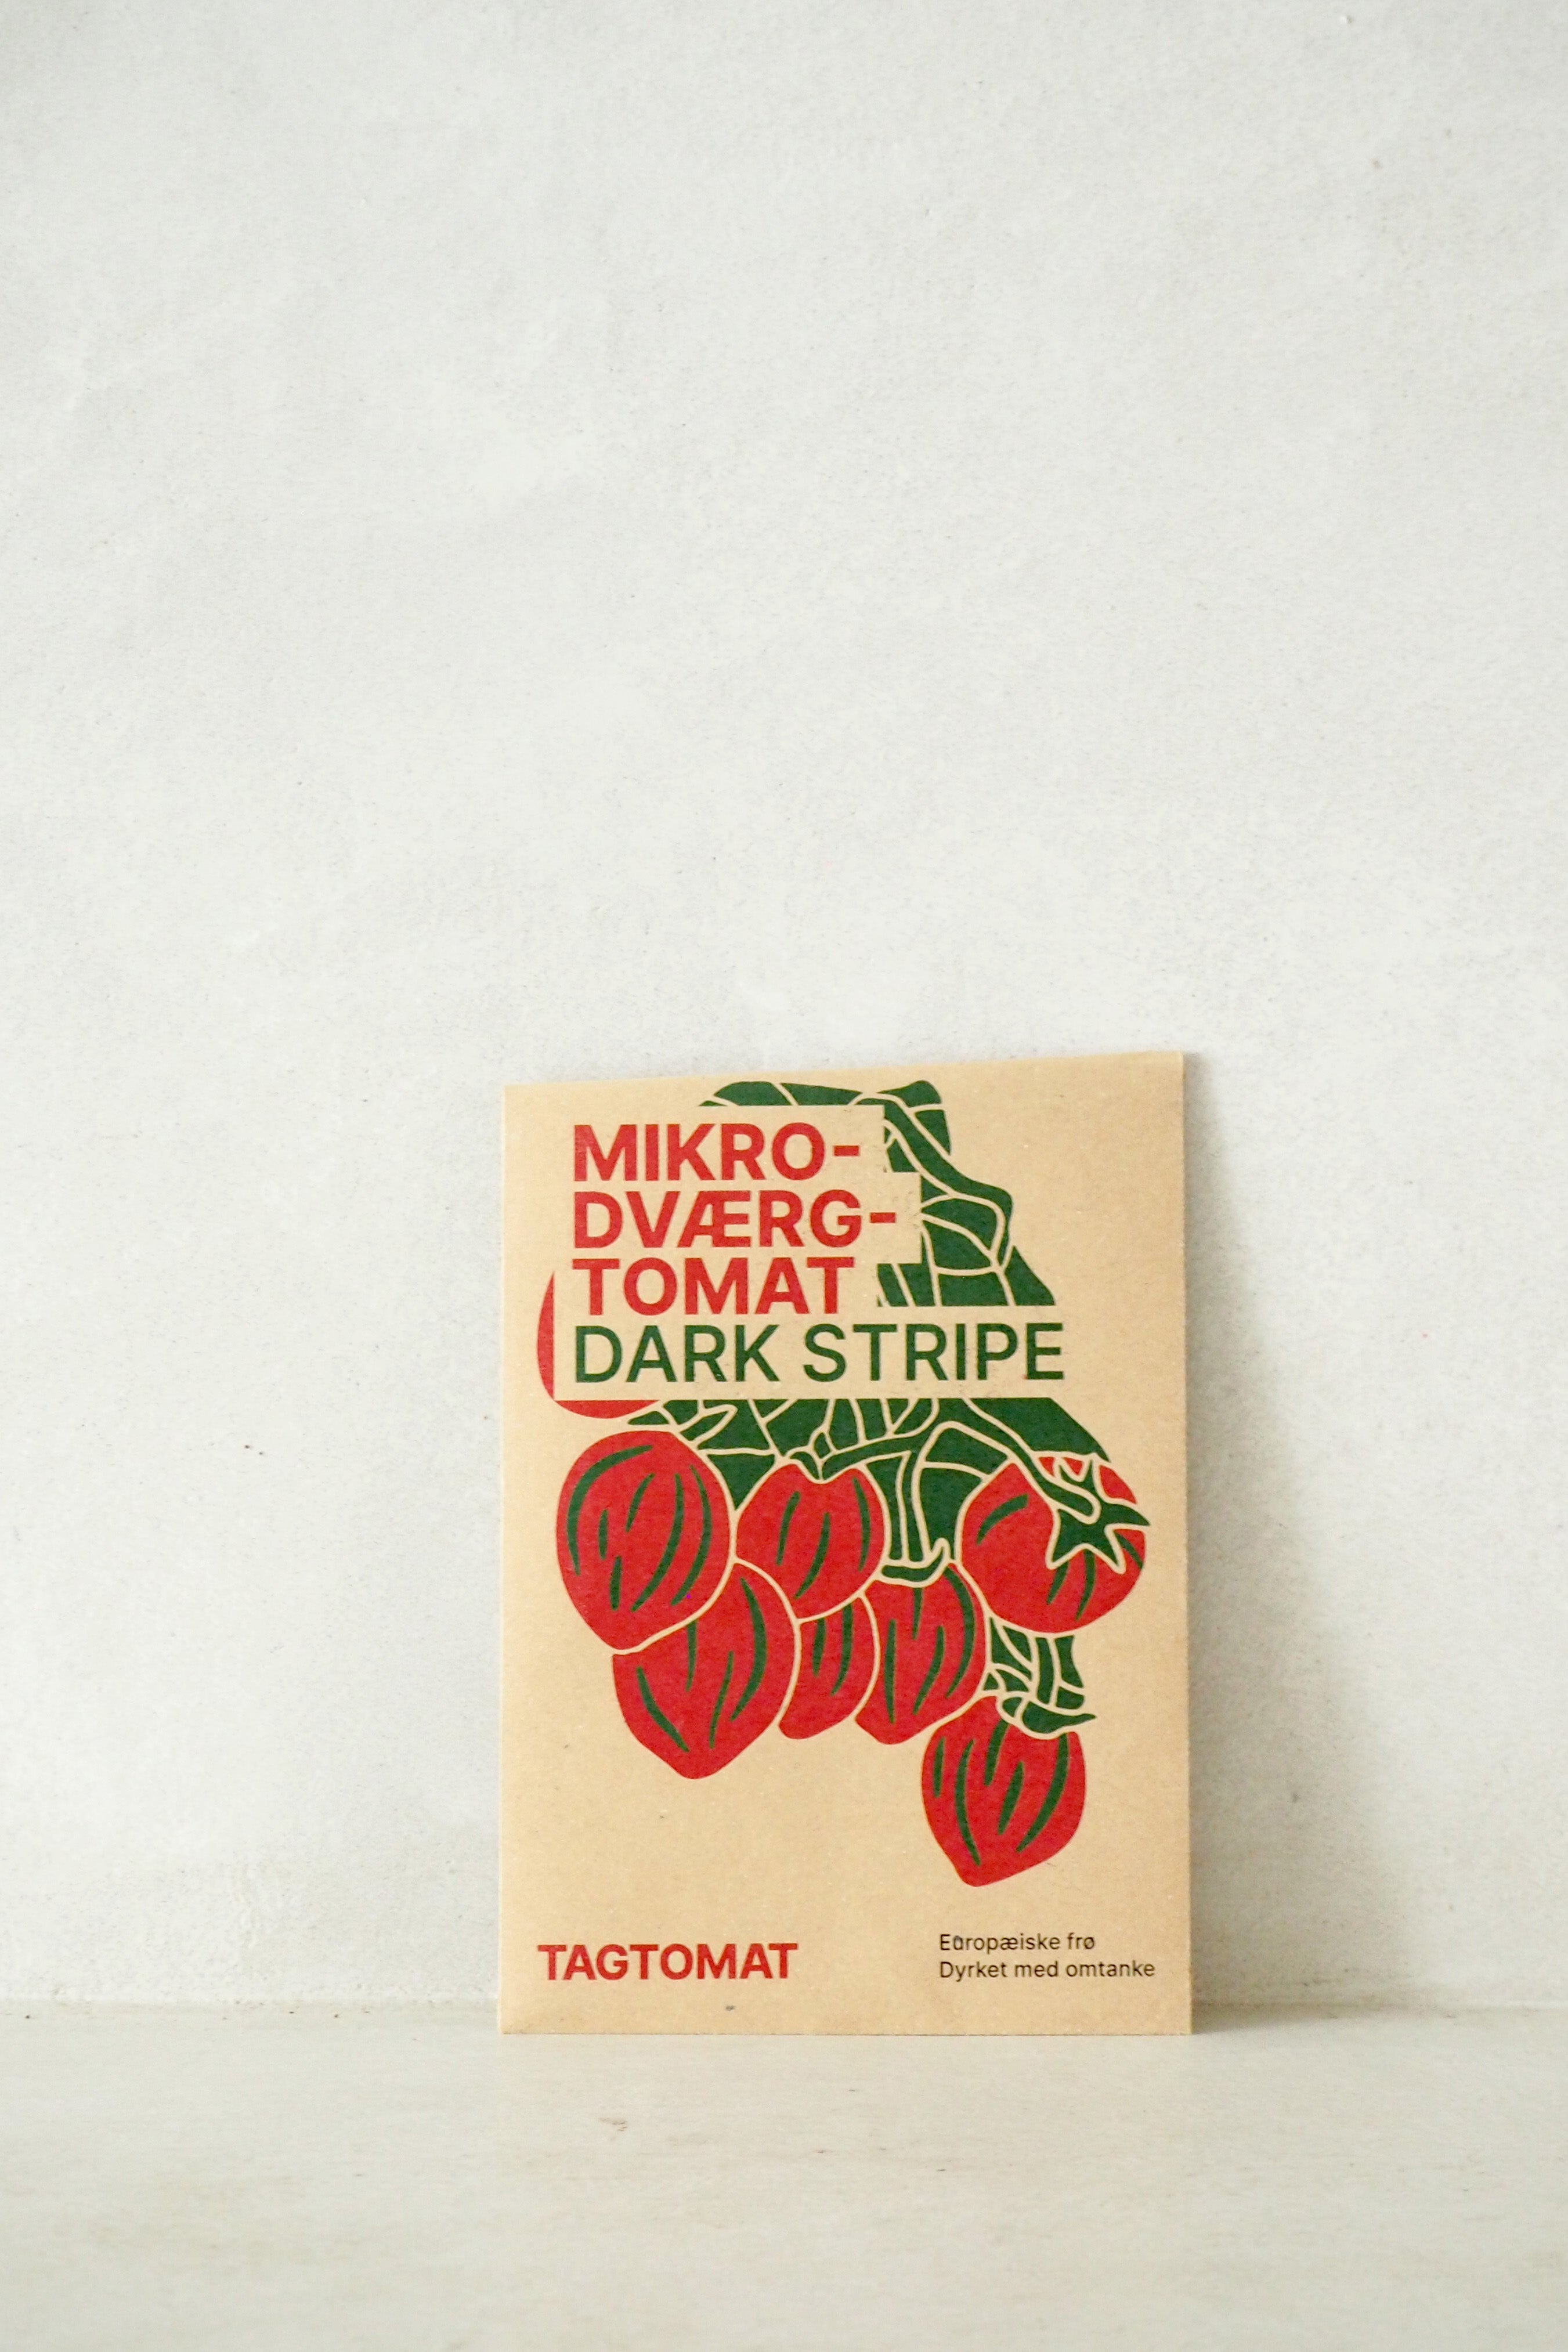 MIKRO-
DVÆRG-
TOMAT
DARK STRIPE
TAGTOMAT
Europæiske frø
Dyrket med omtanke